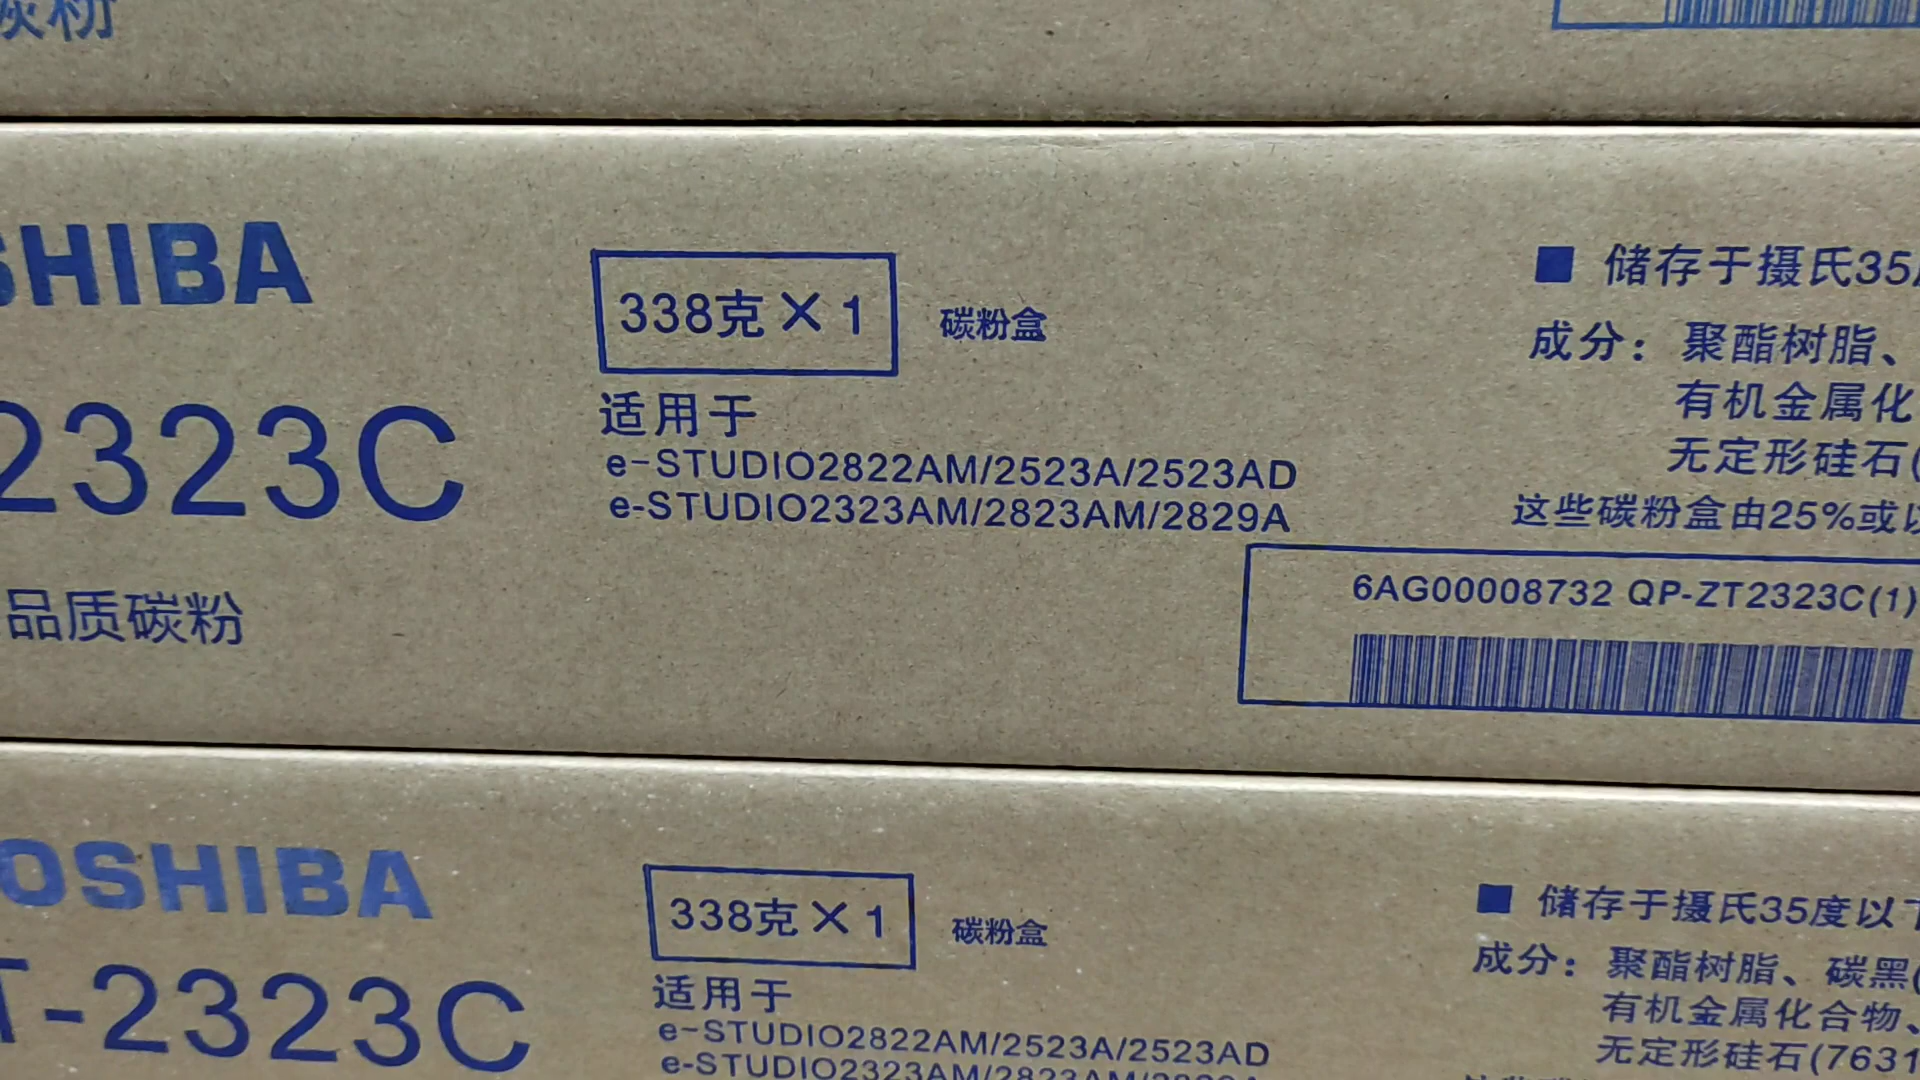 碳粉
SHIBA
2323C
品质碳粉
338克×1
碳粉盒
适用于
e-STUDIO2822AM/2523A/2523AD
e-STUDIO2323AM/2823AM/2829A
■ 储存于摄氏35
成分：聚酯树脂、
有机金属化
无定形硅石(
这些碳粉盒由25%或以
6AG00008732 QP-ZT2323C(1)
OSHIBA
T-2323C
338克×1
碳粉盒
适用于
e-STUDIO2822AM/2523A/2523AD
e-STUDIO2323AM/2823AM/2829A
■ 储存于摄氏35度以下
成分：聚酯树脂、碳黑(
有机金属化合物、
无定形硅石(7631